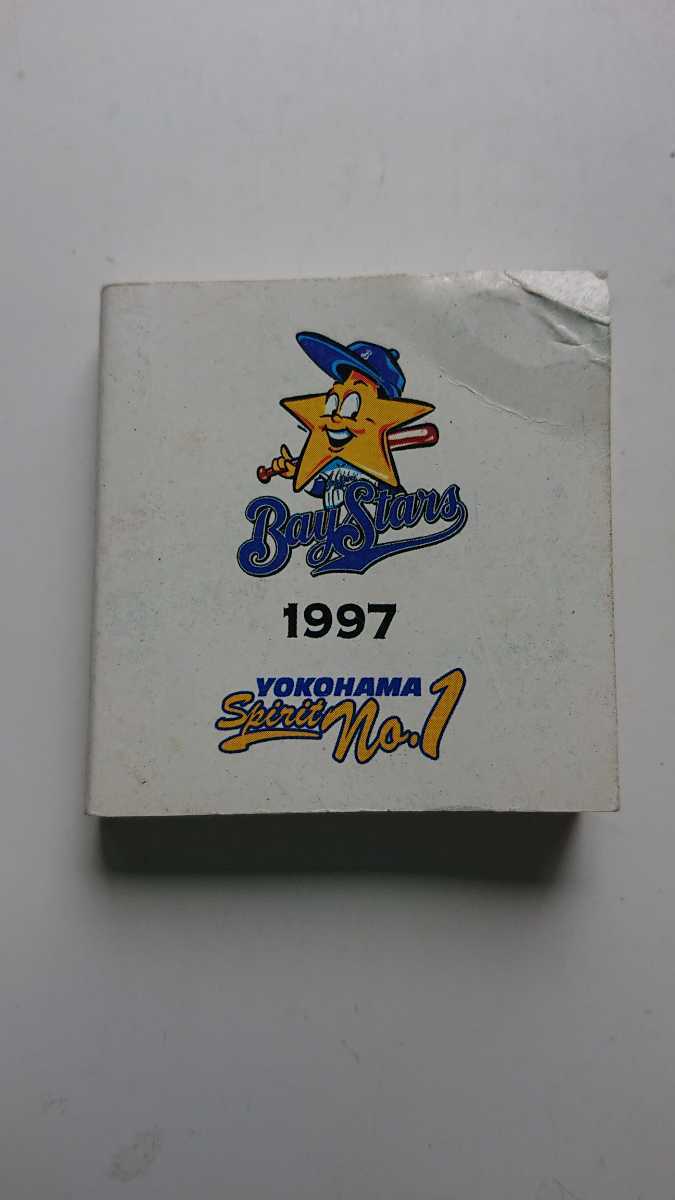 B
BayStars
1997
YOKOHAMA
Spirit No.1